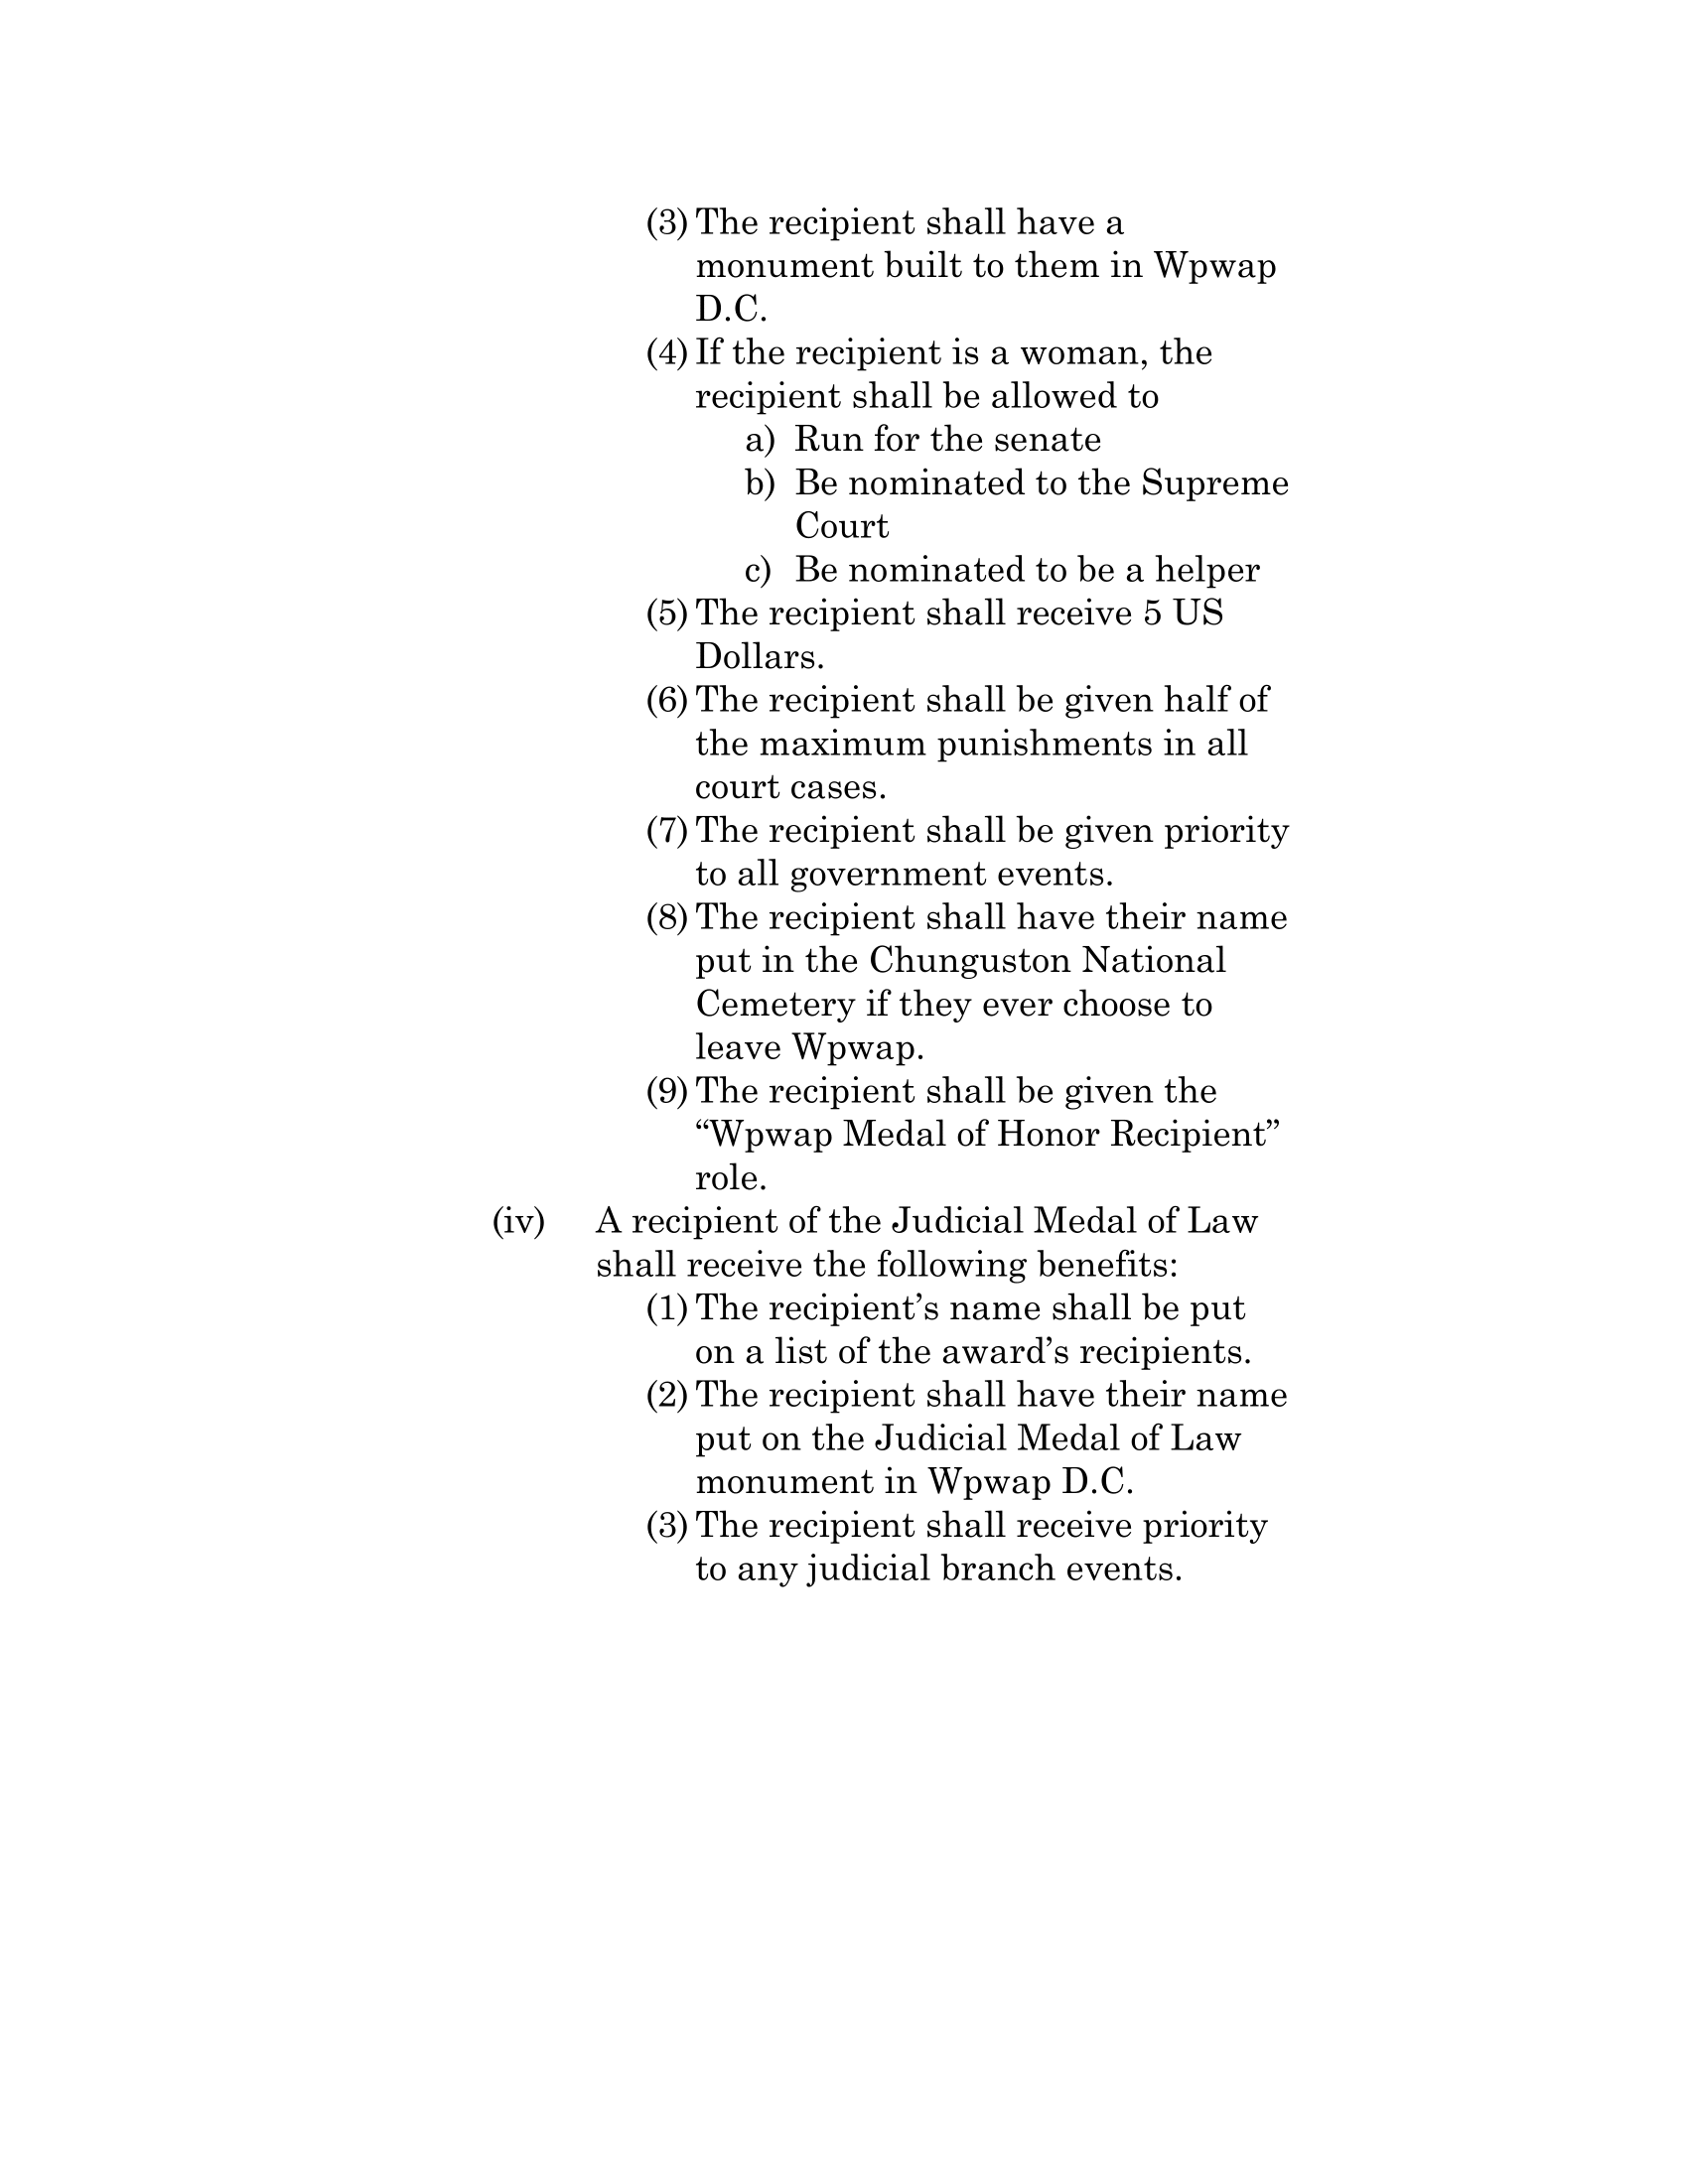 (3) The recipient shall have a
monument built to them in Wpwap
D.C.
(4) If the recipient is a woman, the
recipient shall be allowed to
a) Run for the senate
b) Be nominated to the Supreme
Court
c) Be nominated to be a helper
(5) The recipient shall receive 5 US
Dollars.
(6) The recipient shall be given half of
the maximum punishments in all
court cases.
(7) The recipient shall be given priority
to all government events.
(8) The recipient shall have their name
put in the Chunguston National
Cemetery if they ever choose to
leave Wpwap.
(9) The recipient shall be given the
“Wpwap Medal of Honor Recipient”
role.
(iv) A recipient of the Judicial Medal of Law
shall receive the following benefits:
(1) The recipient’s name shall be put
on a list of the award’s recipients.
(2) The recipient shall have their name
put on the Judicial Medal of Law
monument in Wpwap D.C.
(3) The recipient shall receive priority
to any judicial branch events.